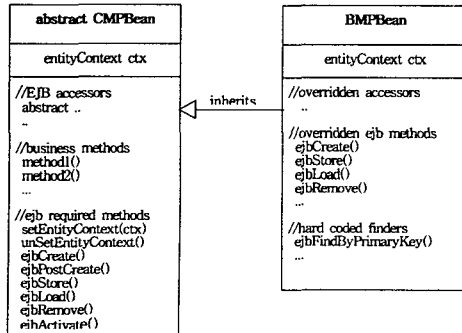 abstract CMPBean
entityContext ctx
//EJB accessors
abstract ..
..
//business methods
method1()
method2()
...
//ejb required methods
setEntityContext(ctx)
unSetEntityContext()
ejbCreate()
ejbPostCreate()
ejbStore()
ejbLoad()
ejbRemove()
ejbActivate()
inherits
BMPBean
entityContext ctx
//overridden accessors
..
//overridden ejb methods
ejbCreate()
ejbStore()
ejbLoad()
ejbRemove()
...
//hard coded finders
ejbFindByPrimaryKey()
...